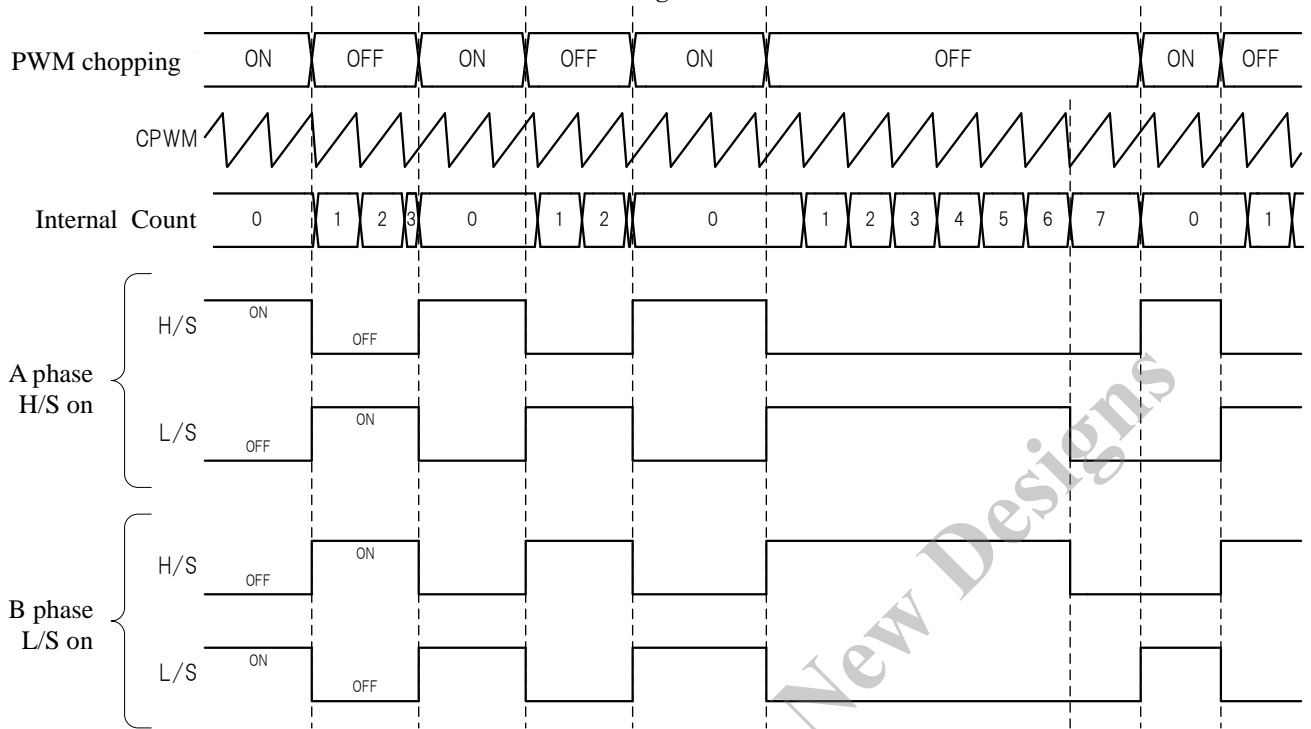 PWM chopping ON OFF ON OFF ON OFF ON OFF
CPWM
Internal Count 0 1 2 3 0 1 2 0 1 2 3 4 5 6 7 0 1
A phase
H/S on
H/S ON OFF
L/S OFF ON
B phase
L/S on
H/S OFF ON
L/S ON OFF
New Designs